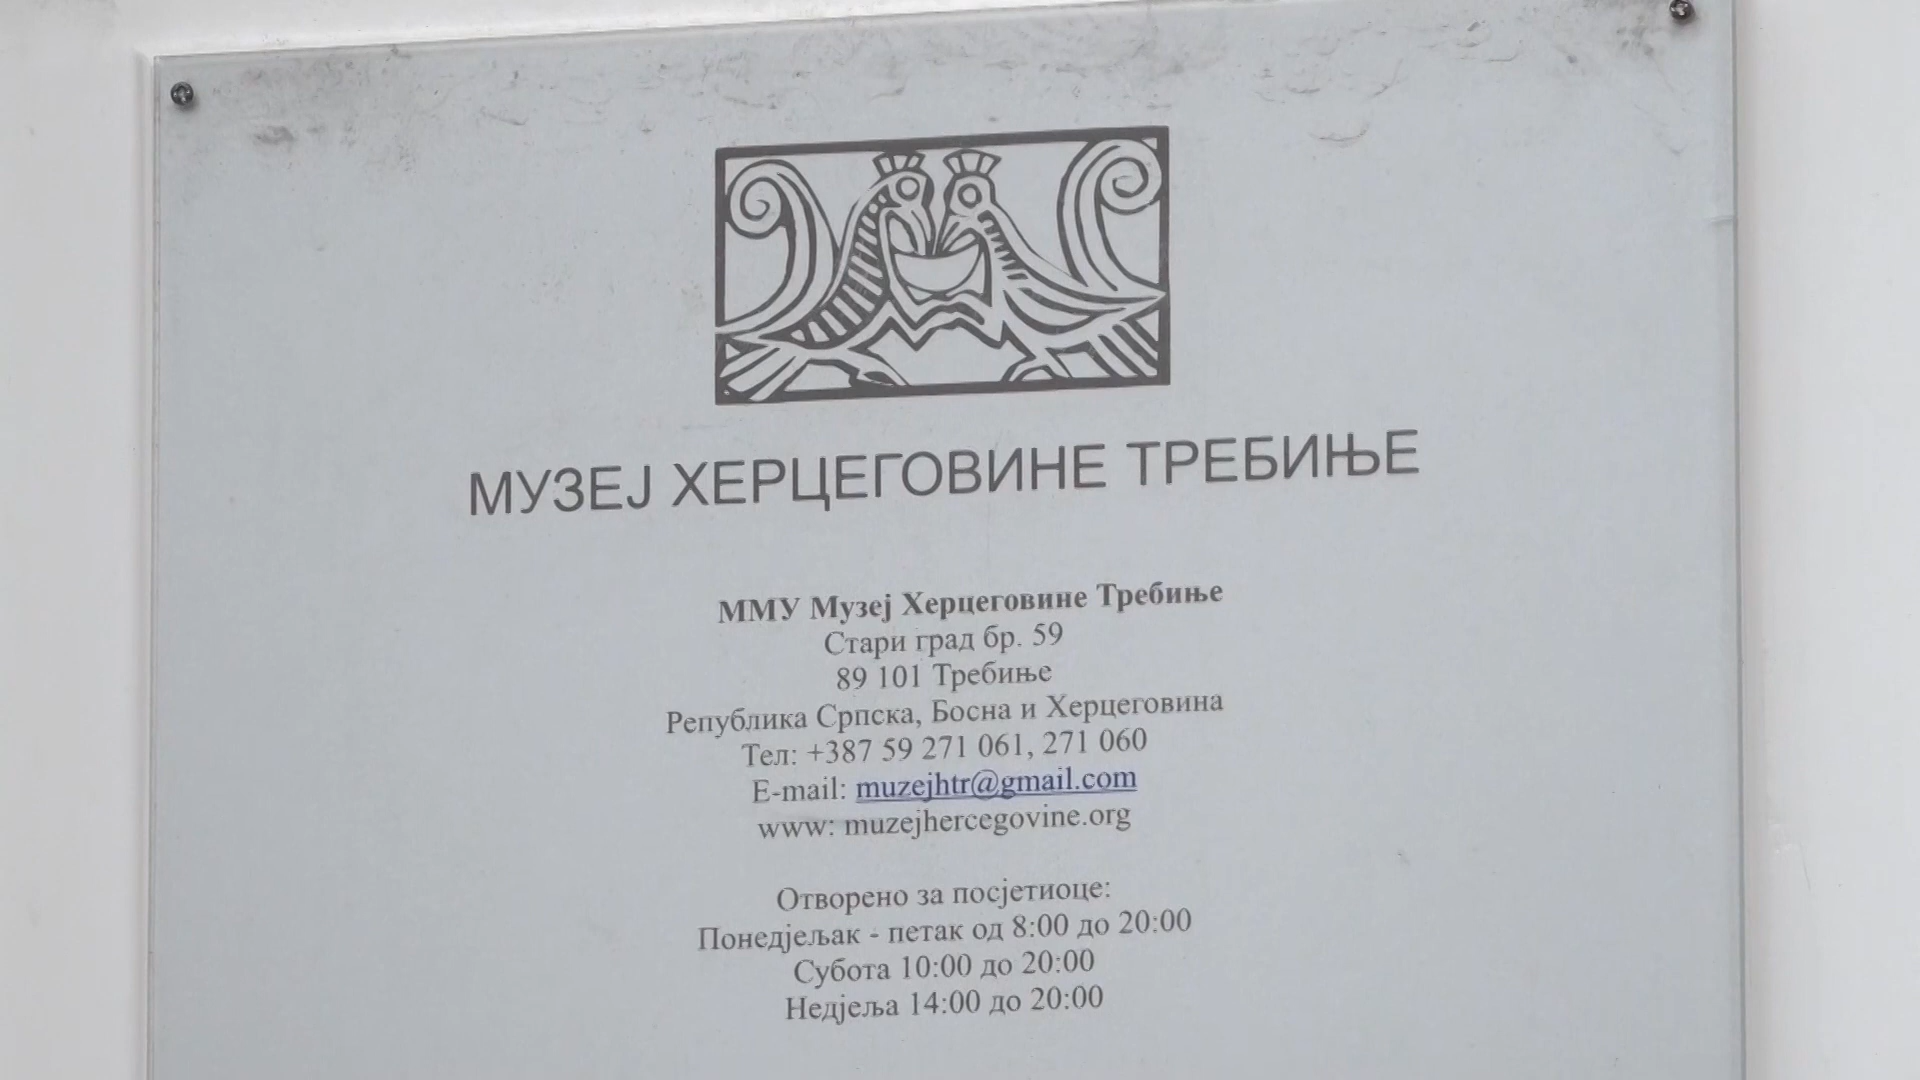 МУЗЕЈ ХЕРЦЕГОВИНЕ ТРЕБИЊЕ
ММУ Музеј Херцеговине Требиње
Стари град бр. 59
89 101 Требиње
Република Српска, Босна и Херцеговина
Тел: +387 59 271 061, 271 060
E-mail: muzejhtr@gmail.com
www: muzejhercegovine.org
Отворено за посјетиоце:
Понедјељак - петак од 8:00 до 20:00
Субота 10:00 до 20:00
Недјеља 14:00 до 20:00